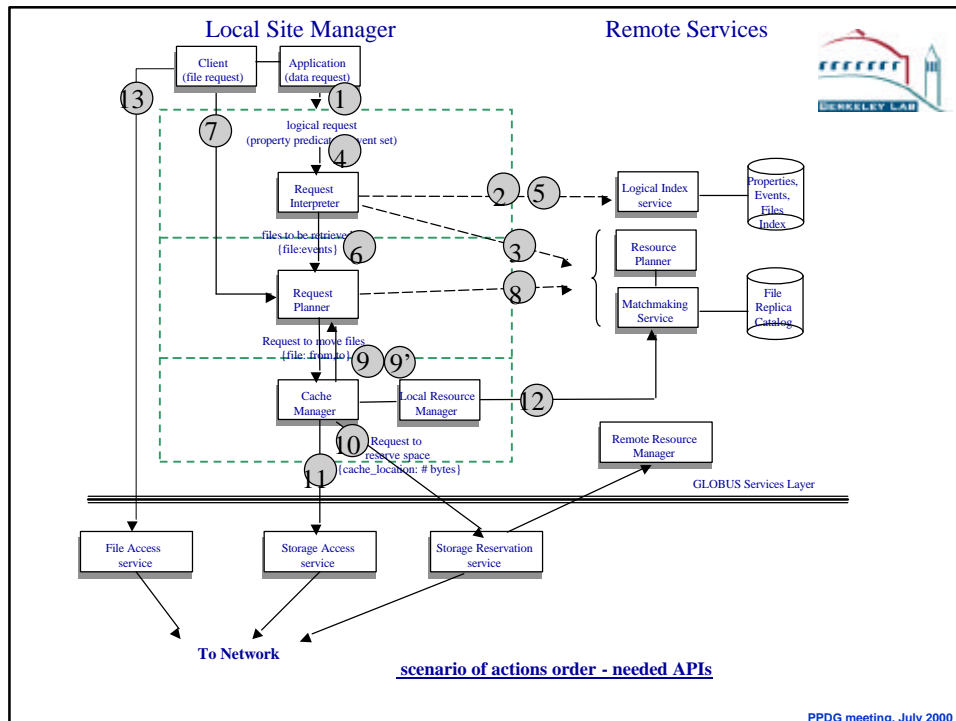 Local Site Manager
Remote Services
BERKELEY LAB
Client
(file request)
Application
(data request)
13
1
7
logical request
(property predicat vent set)
4
Request
Interpreter
2
5
Logical Index
service
Properties,
Events,
Files
Index
files to be retrieve
{file:events}
6
3
Resource
Planner
Request
Planner
8
Matchmaking
Service
File
Replica
Catalog
Request to move files
{file: from,to}
9
9’
Cache
Manager
Local Resource
Manager
12
10
Request to
reserve space
{cache_location: # bytes}
11
Remote Resource
Manager
GLOBUS Services Layer
File Access
service
Storage Access
service
Storage Reservation
service
To Network
scenario of actions order - needed APIs
PPDG meeting, July 2000